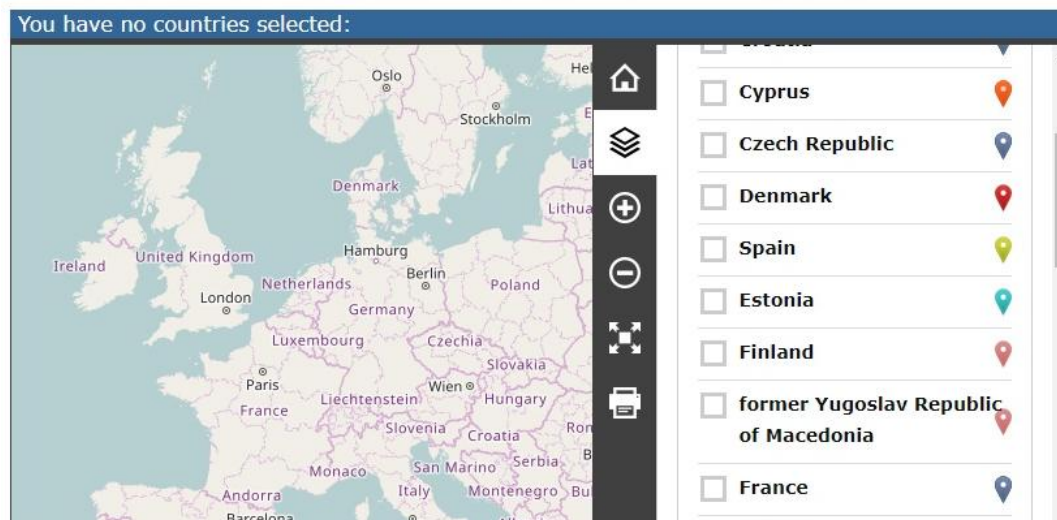 You have no countries selected:
Oslo
Stockholm
Denmark
Hamburg
Ireland
United Kingdom
Netherlands
Berlin
London
Poland
Germany
Luxembourg
Czechia
Slovakia
Paris
Wien
Liechtenstein
Hungary
France
Slovenia
Croatia
San Marino
Serbia
Monaco
Andorra
Italy
Montenegro
Barcelona
Cyprus
Czech Republic
Denmark
Spain
Estonia
Finland
former Yugoslav Republic
of Macedonia
France